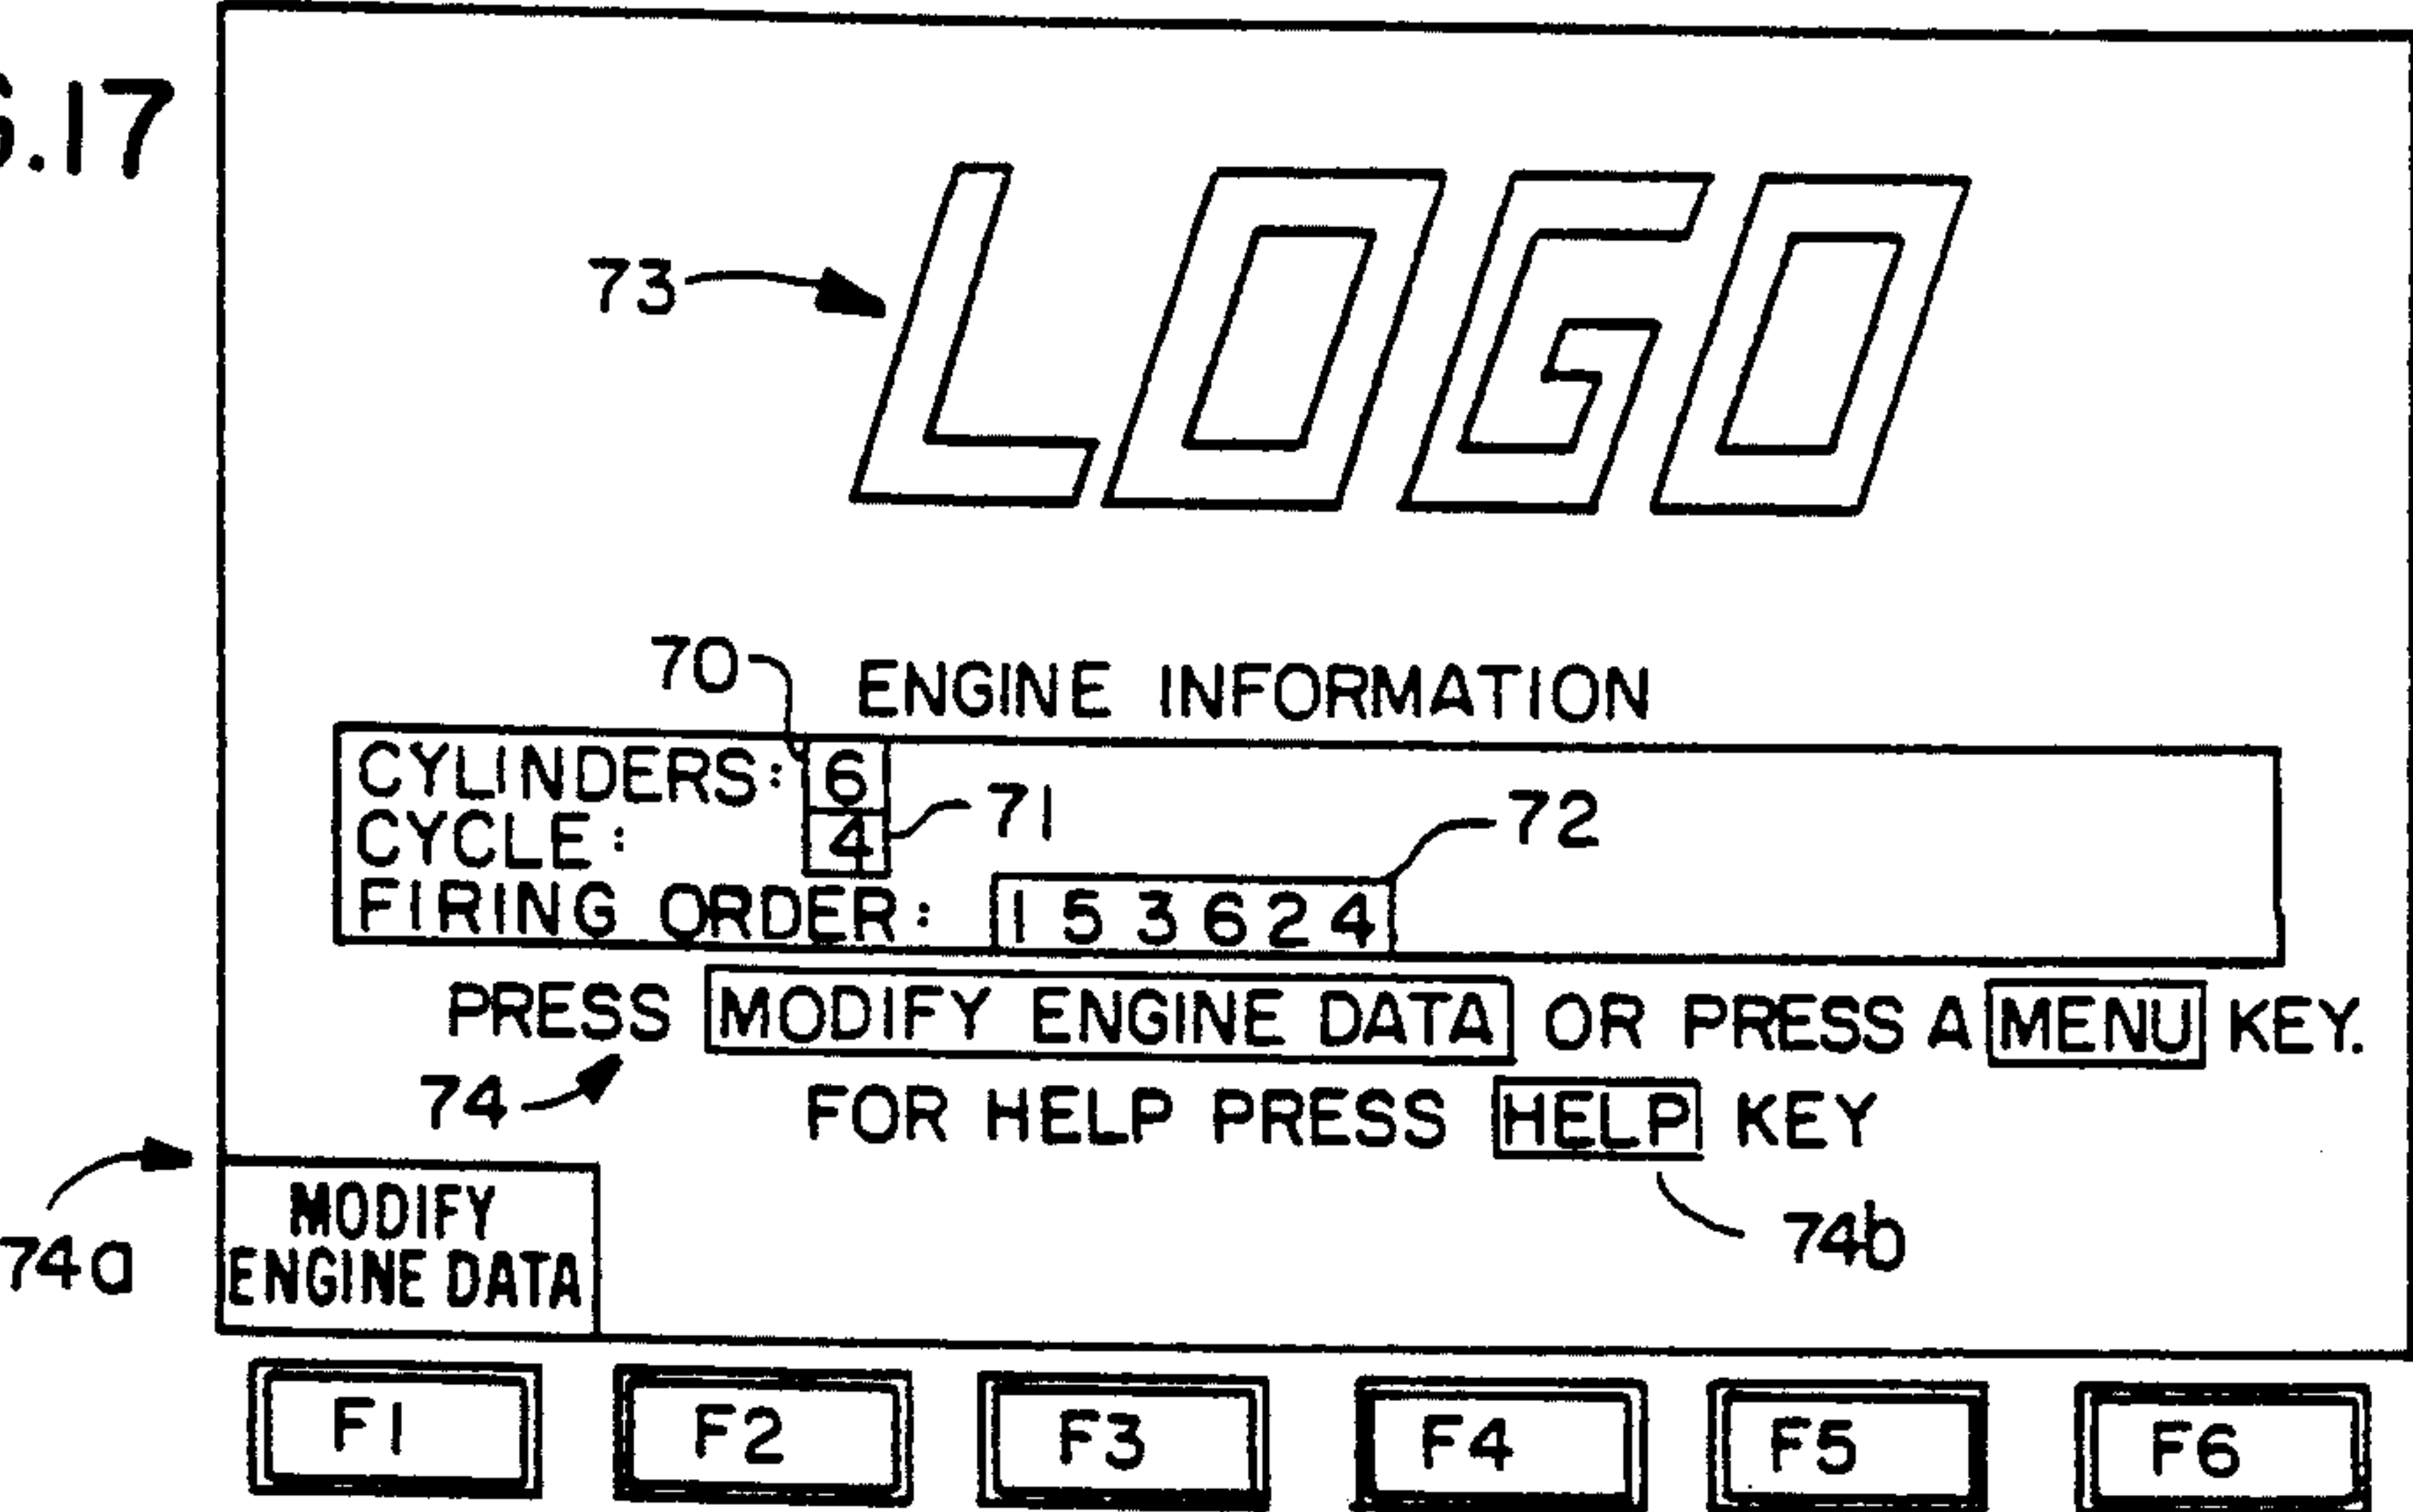 .17
LOGO
73
70
ENGINE INFORMATION
CYLINDERS: 6
CYCLE: 4
71
72
FIRING ORDER: 1 5 3 6 2 4
PRESS MODIFY ENGINE DATA OR PRESS A MENU KEY.
74
FOR HELP PRESS HELP KEY
74a
MODIFY
ENGINE DATA
74b
F1 F2 F3 F4 F5 F6